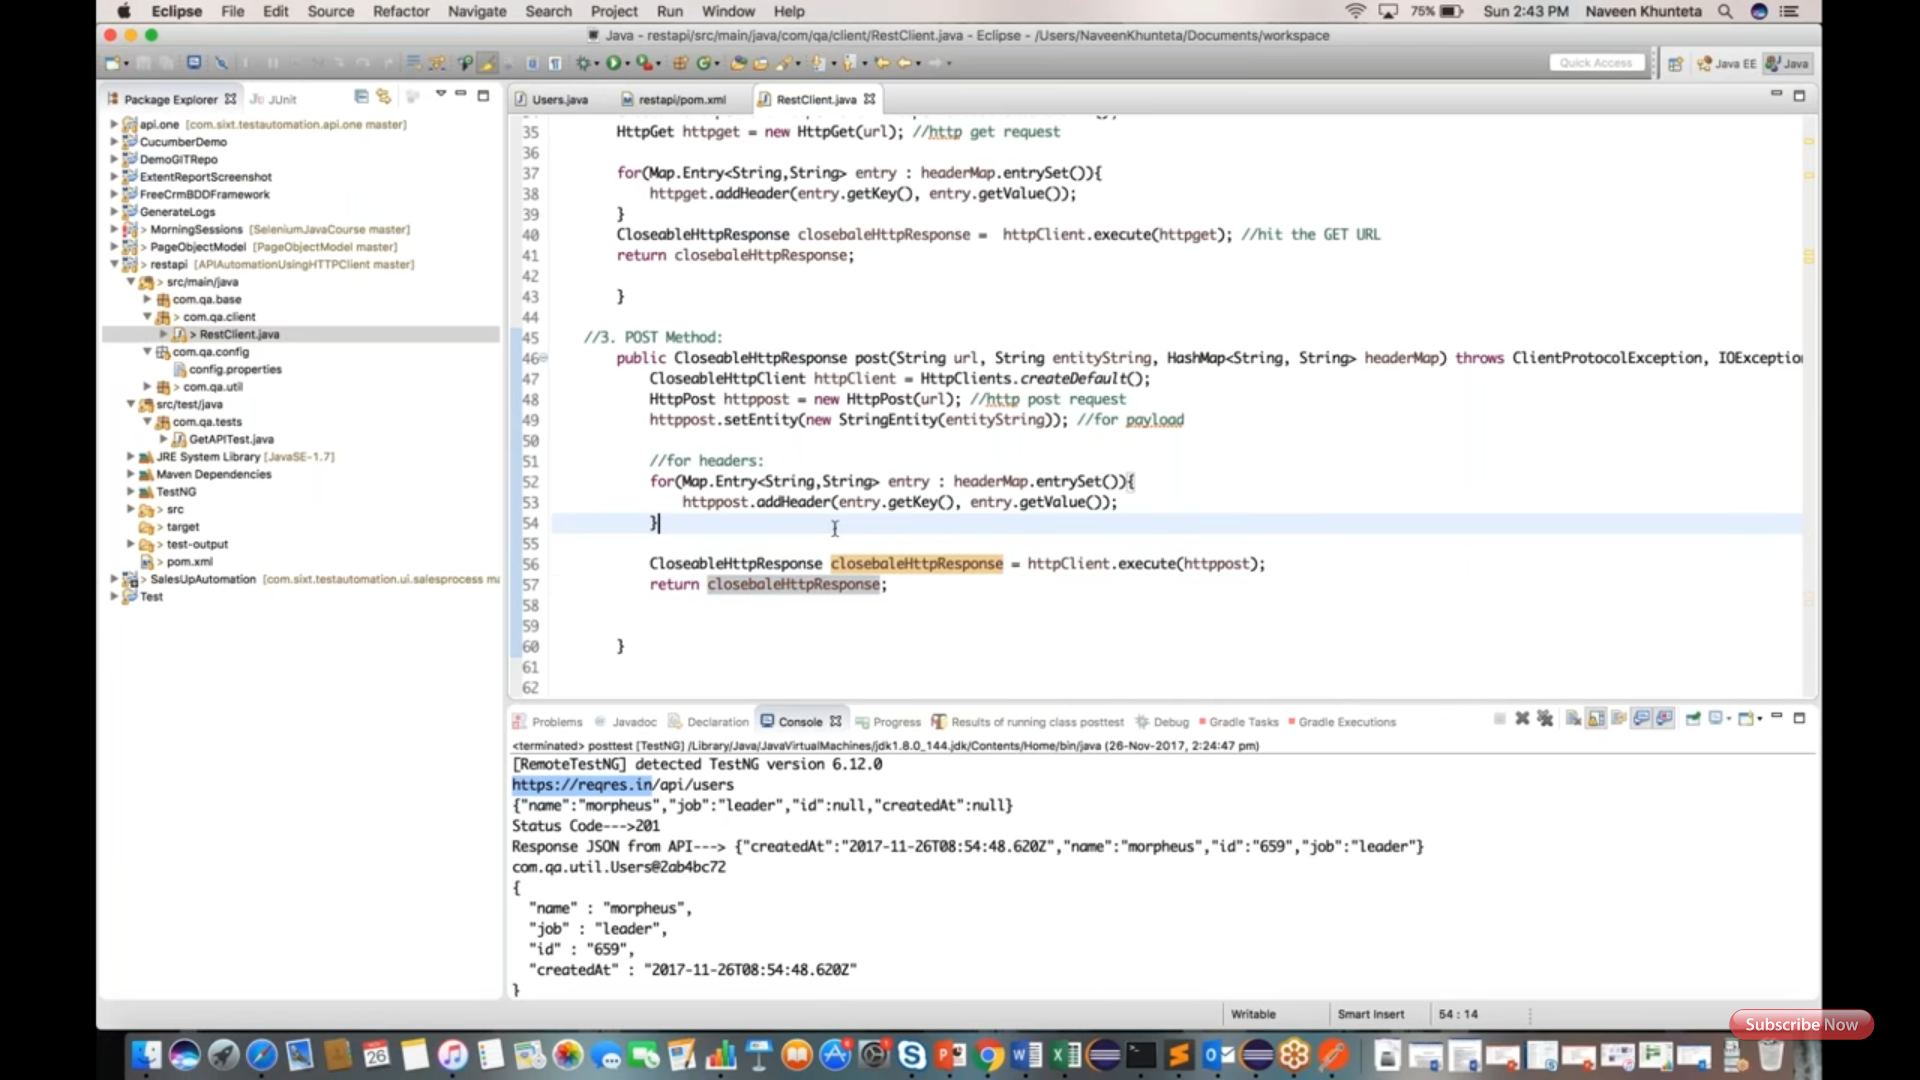 Eclipse File Edit Source Refactor Navigate Search Project Run Window Help
75% Sun 2:43 PM Naveen Khunteta
Java - restapi/src/main/java/com/qa/client/RestClient.java - Eclipse - /Users/NaveenKhunteta/Documents/workspace
Quick Access
Java EE
Java
Package Explorer
JUnit
api.one [com.sixt.testautomation.api.one master]
CucumberDemo
DemoGITRepo
ExtentReportScreenshot
FreeCrmBDDFramework
GenerateLogs
> MorningSessions [SeleniumJavaCourse master]
> PageObjectModel [PageObjectModel master]
> restapi [APIAutomationUsingHTTPClient master]
> src/main/java
com.qa.base
> com.qa.client
> RestClient.java
com.qa.config
config.properties
> com.qa.util
src/test/java
com.qa.tests
GetAPITest.java
JRE System Library [JavaSE-1.7]
Maven Dependencies
TestNG
> src
> target
> test-output
> pom.xml
> SalesUpAutomation [com.sixt.testautomation.ui.salesprocess ma
Test
Users.java
restapi/pom.xml
RestClient.java
35 HttpGet httpget = new HttpGet(url); //http get request
36
37 for(Map.Entry<String,String> entry : headerMap.entrySet()){
38 httpget.addHeader(entry.getKey(), entry.getValue());
39 }
40 CloseableHttpResponse closebaleHttpResponse = httpClient.execute(httpget); //hit the GET URL
41 return closebaleHttpResponse;
42
43 }
44
45 //3. POST Method:
46 public CloseableHttpResponse post(String url, String entityString, HashMap<String, String> headerMap) throws ClientProtocolException, IOExceptio
47 CloseableHttpClient httpClient = HttpClients.createDefault();
48 HttpPost httppost = new HttpPost(url); //http post request
49 httppost.setEntity(new StringEntity(entityString)); //for payload
50
51 //for headers:
52 for(Map.Entry<String,String> entry : headerMap.entrySet()){
53 httppost.addHeader(entry.getKey(), entry.getValue());
54 }
55
56 CloseableHttpResponse closebaleHttpResponse = httpClient.execute(httppost);
57 return closebaleHttpResponse;
58
59
60 }
61
62
Problems
Javadoc
Declaration
Console
Progress
Results of running class posttest
Debug
Gradle Tasks
Gradle Executions
<terminated> posttest [TestNG] /Library/Java/JavaVirtualMachines/jdk1.8.0_144.jdk/Contents/Home/bin/java (26-Nov-2017, 2:24:47 pm)
[RemoteTestNG] detected TestNG version 6.12.0
https://reqres.in/api/users
{"name":"morpheus","job":"leader","id":null,"createdAt":null}
Status Code--->201
Response JSON from API---> {"createdAt":"2017-11-26T08:54:48.620Z","name":"morpheus","id":"659","job":"leader"}
com.qa.util.Users@2ab4bc72
{
"name" : "morpheus",
"job" : "leader",
"id" : "659",
"createdAt" : "2017-11-26T08:54:48.620Z"
}
Writable
Smart Insert
54 : 14
Subscribe Now
26